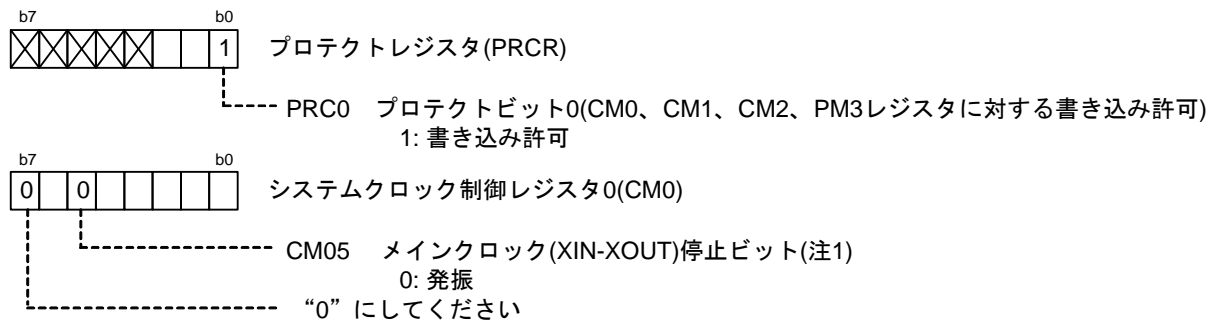 b7 b0
1 プロテクトレジスタ(PRCR)
PRC0 プロテクトビット0(CM0、CM1、CM2、PM3レジスタに対する書き込み許可)
1: 書き込み許可
b7 b0
0 0 システムクロック制御レジスタ0(CM0)
CM05 メインクロック(XIN-XOUT)停止ビット(注1)
0: 発振
“0”にしてください